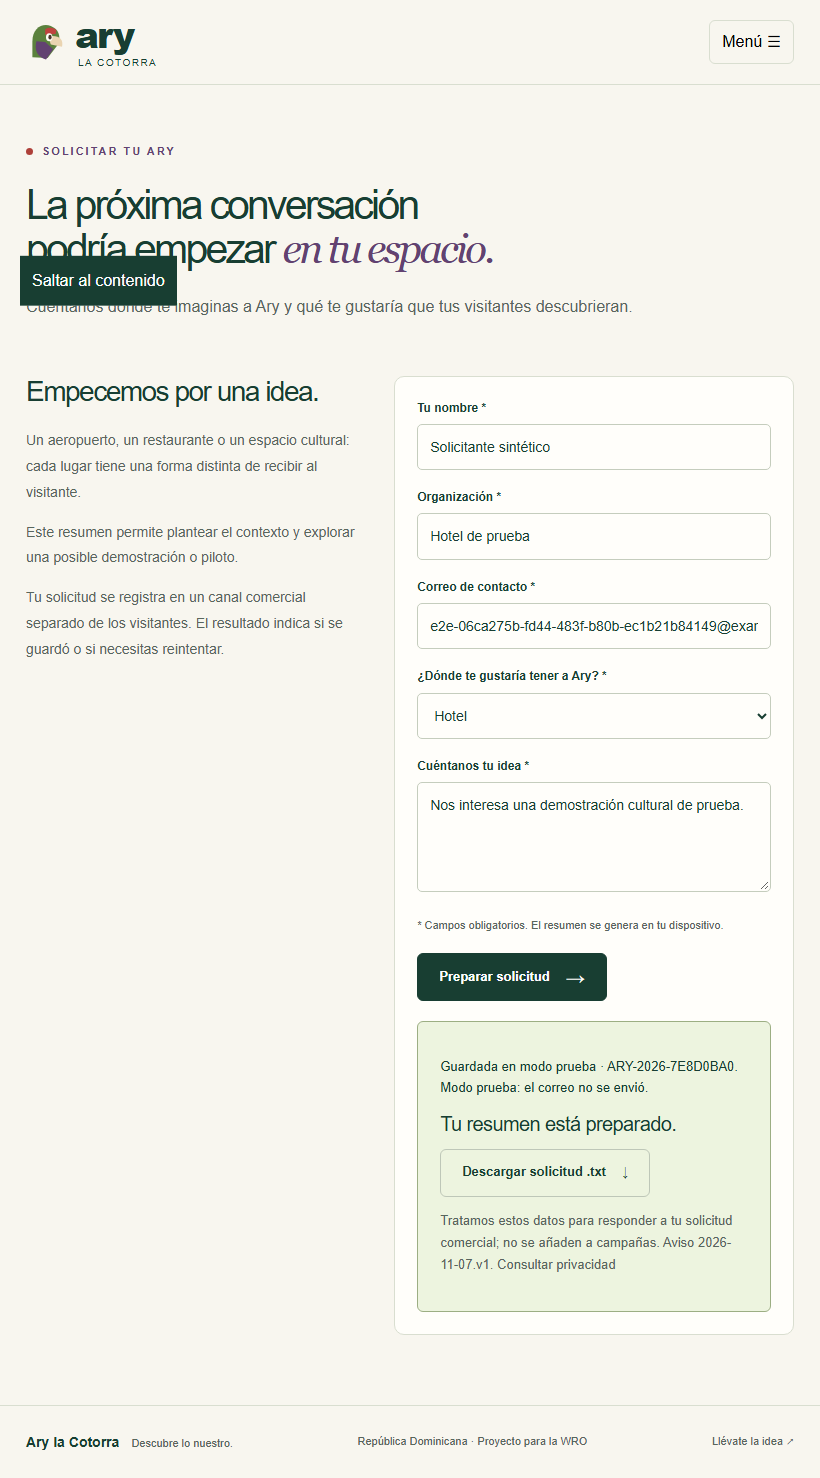 ary
LA COTORRA
Menú ☰
SOLICITAR TU ARY
La próxima conversación
podría empezar en tu espacio.
Saltar al contenido
Cuéntanos dónde te imaginas a Ary y qué te gustaría que tus visitantes descubrieran.
Empecemos por una idea.
Un aeropuerto, un restaurante o un espacio cultural:
cada lugar tiene una forma distinta de recibir al
visitante.
Este resumen permite plantear el contexto y explorar
una posible demostración o piloto.
Tu solicitud se registra en un canal comercial
separado de los visitantes. El resultado indica si se
guardó o si necesitas reintentar.
Tu nombre *
Solicitante sintético
Organización *
Hotel de prueba
Correo de contacto *
e2e-06ca275b-fd44-483f-b80b-ec1b21b84149@exar
¿Dónde te gustaría tener a Ary? *
Hotel
Cuéntanos tu idea *
Nos interesa una demostración cultural de prueba.
* Campos obligatorios. El resumen se genera en tu dispositivo.
Preparar solicitud →
Guardada en modo prueba · ARY-2026-7E8D0BA0.
Modo prueba: el correo no se envió.
Tu resumen está preparado.
Descargar solicitud .txt ↓
Tratamos estos datos para responder a tu solicitud
comercial; no se añaden a campañas. Aviso 2026-
11-07.v1. Consultar privacidad
Ary la Cotorra Descubre lo nuestro.
República Dominicana · Proyecto para la WRO
Llévate la idea ↗